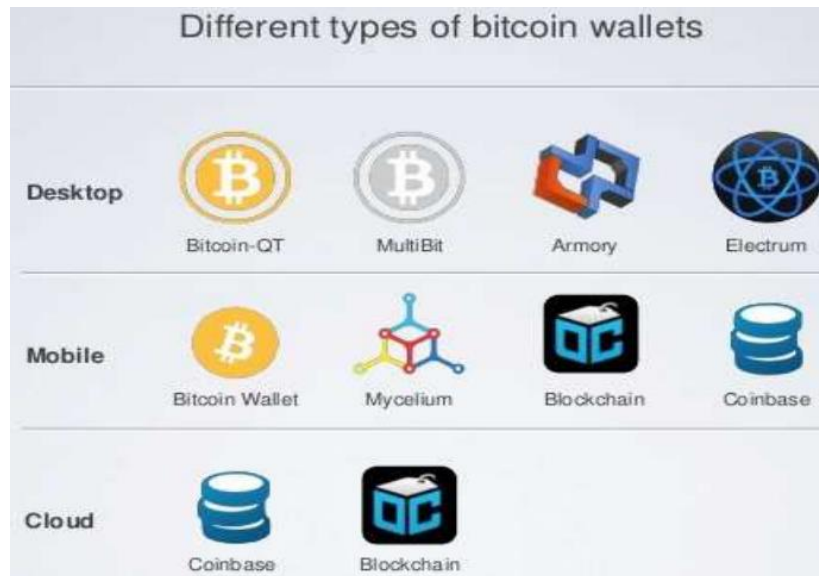 Different types of bitcoin wallets
Desktop
Bitcoin-QT
MultiBit
Armory
Electrum
Mobile
Bitcoin Wallet
Mycelium
Blockchain
Coinbase
Cloud
Coinbase
Blockchain